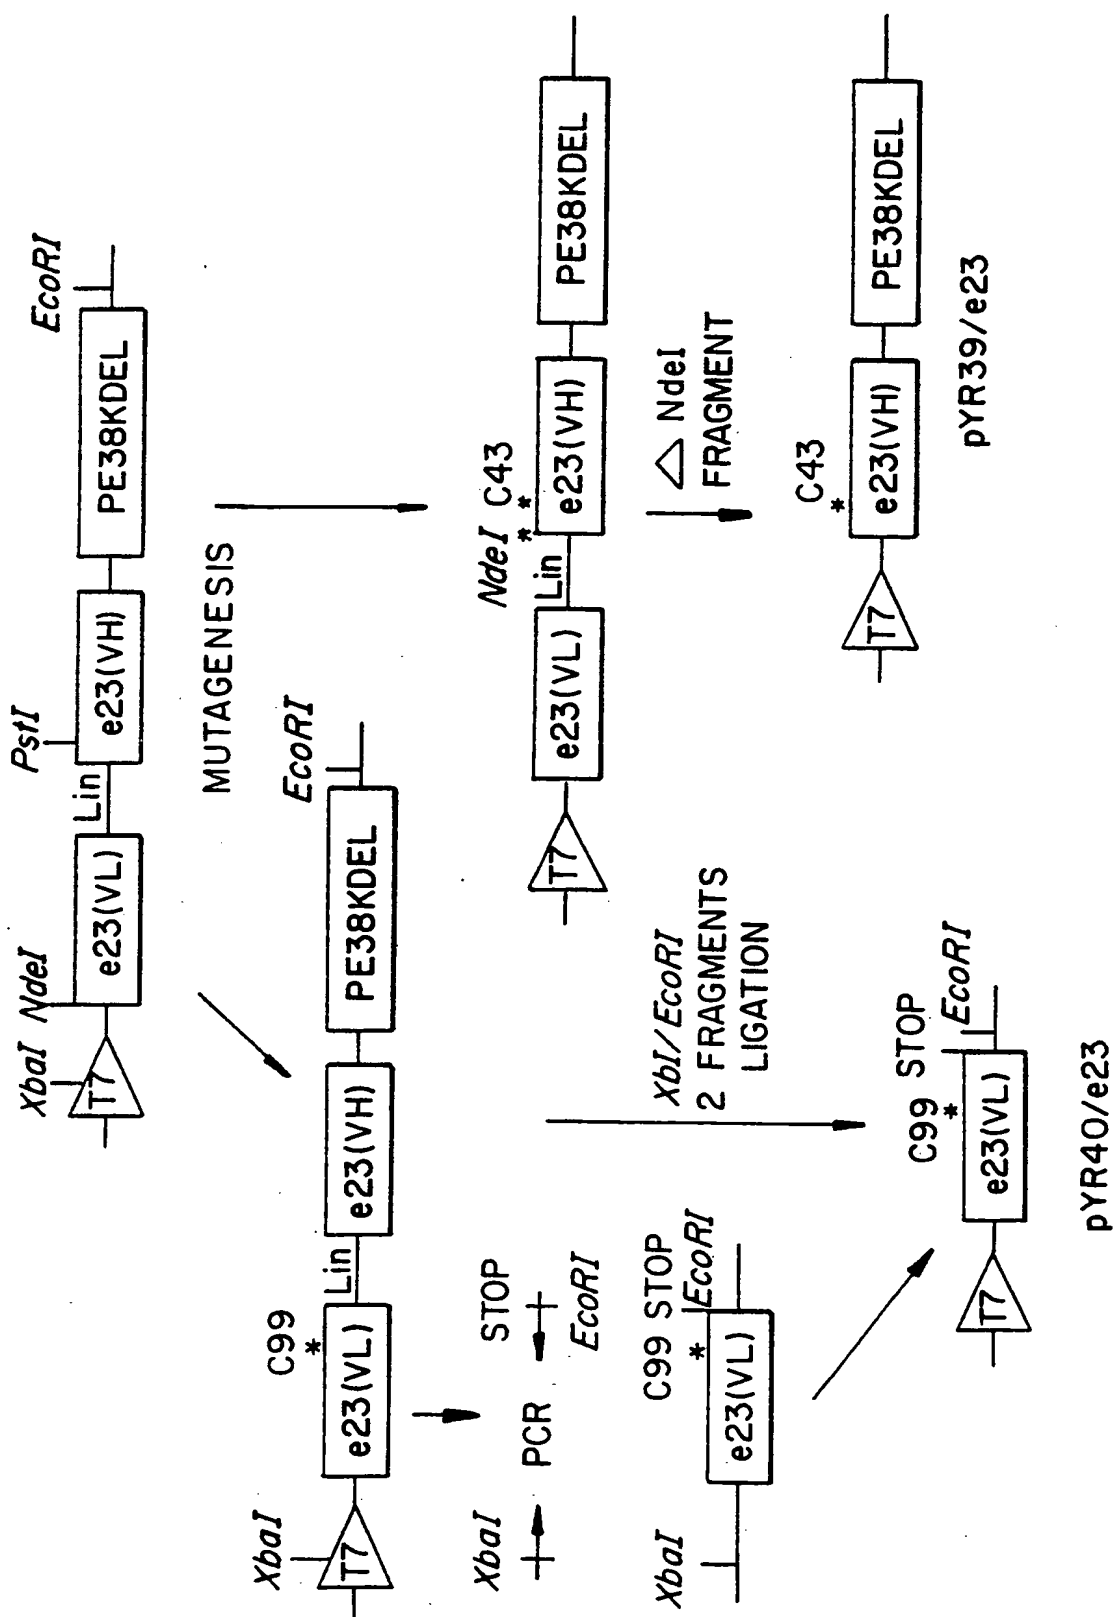 XbaI NdeI PstI EcoRI
T7 e23(VL) Lin e23(VH) PE38KDEL
MUTAGENESIS
XbaI C99 * EcoRI
T7 e23(VL) Lin e23(VH) PE38KDEL
XbaI PCR STOP
EcoRI
XbaI C99 STOP
* EcoRI
e23(VL)
XbI/EcoRI
2 FRAGMENTS
LIGATION
C99 STOP
* EcoRI
T7 e23(VL)
pYR40/e23
NdeI C43
* *
T7 e23(VL) Lin e23(VH) PE38KDEL
△ NdeI
FRAGMENT
C43
*
T7 e23(VH) PE38KDEL
pYR39/e23